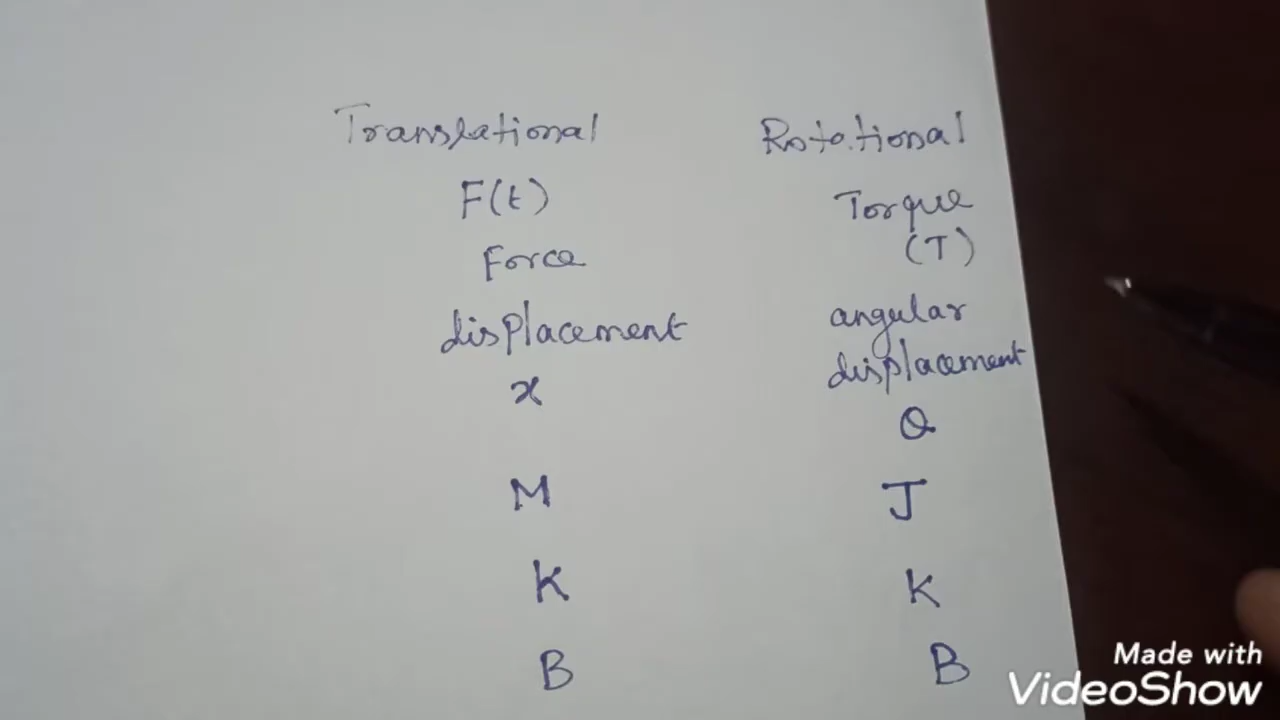 Translational Rotational
F(t) Torque
Force (T)
displacement angular
displacement
x θ
M J
K K
B B
Made with
VideoShow